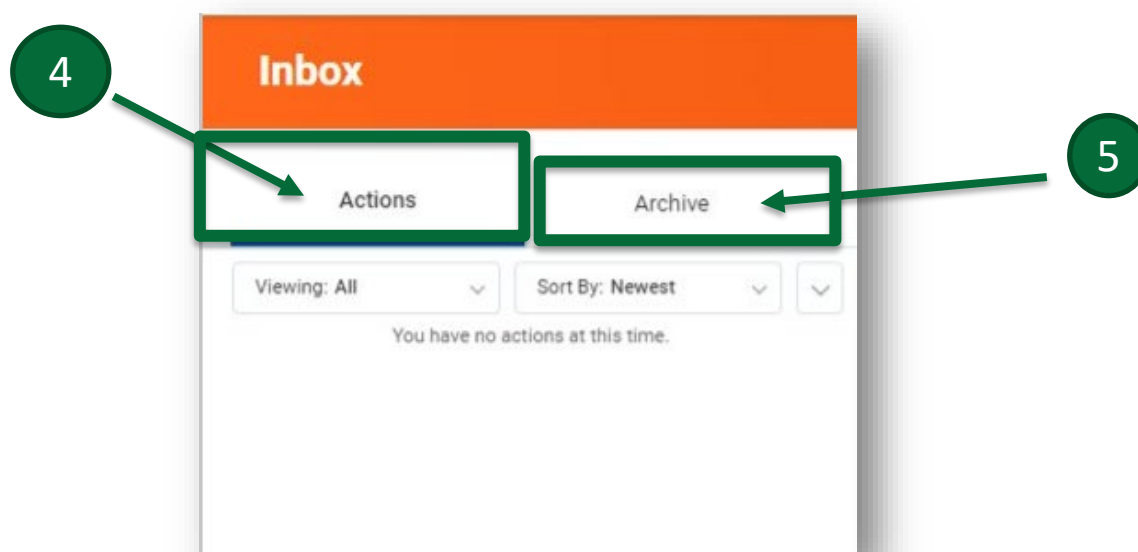 4
Inbox
5
Actions
Archive
Viewing: All
Sort By: Newest
You have no actions at this time.